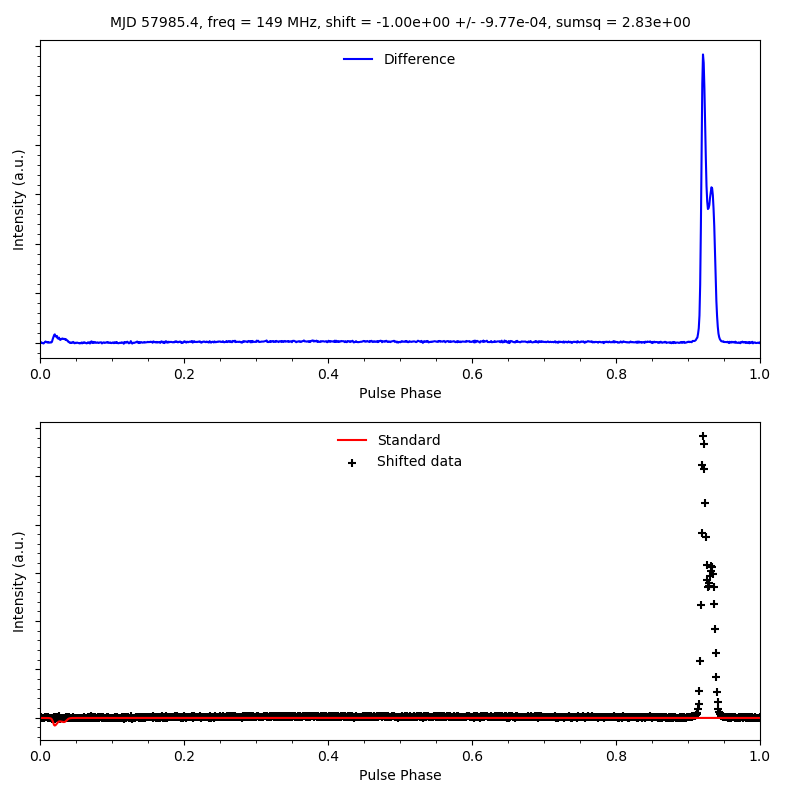 MJD 57985.4, freq = 149 MHz, shift = -1.00e+00 +/- -9.77e-04, sumsq = 2.83e+00
Difference
Intensity (a.u.)
0.0 0.2 0.4 0.6 0.8 1.0
Pulse Phase
Standard
Shifted data
Intensity (a.u.)
0.0 0.2 0.4 0.6 0.8 1.0
Pulse Phase